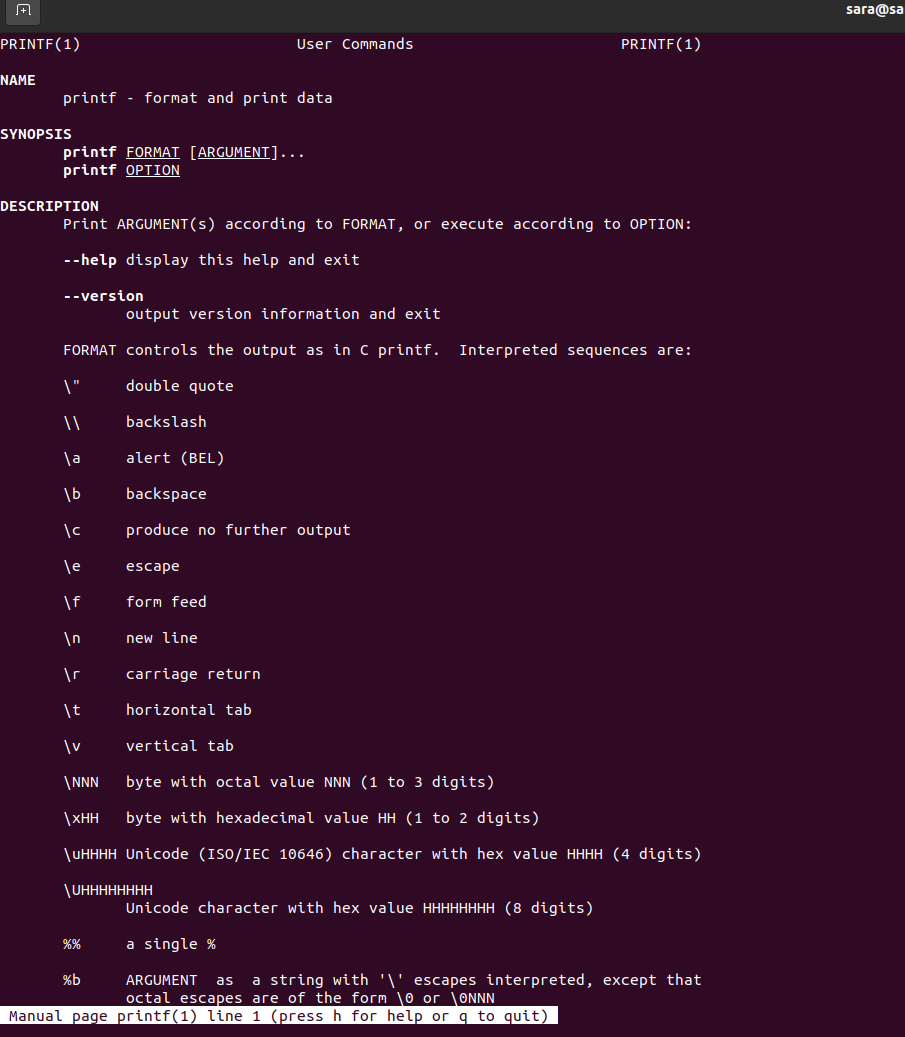 sara@sa
PRINTF(1) User Commands PRINTF(1)
NAME
printf - format and print data
SYNOPSIS
printf FORMAT [ARGUMENT]...
printf OPTION
DESCRIPTION
Print ARGUMENT(s) according to FORMAT, or execute according to OPTION:
--help display this help and exit
--version
output version information and exit
FORMAT controls the output as in C printf.  Interpreted sequences are:
\" double quote
\\ backslash
\a alert (BEL)
\b backspace
\c produce no further output
\e escape
\f form feed
\n new line
\r carriage return
\t horizontal tab
\v vertical tab
\NNN byte with octal value NNN (1 to 3 digits)
\xHH byte with hexadecimal value HH (1 to 2 digits)
\uHHHH Unicode (ISO/IEC 10646) character with hex value HHHH (4 digits)
\UHHHHHHHH
Unicode character with hex value HHHHHHHH (8 digits)
%% a single %
%b ARGUMENT  as  a string with '\' escapes interpreted, except that
octal escapes are of the form \0 or \0NNN
Manual page printf(1) line 1 (press h for help or q to quit)